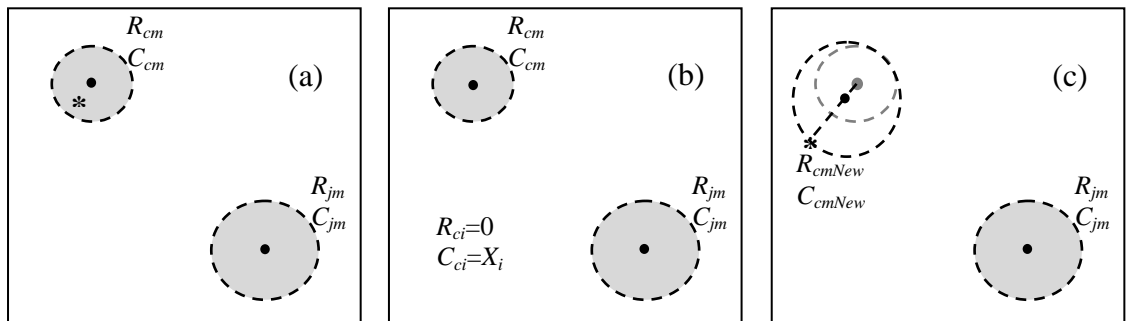 R_cm
C_cm
*
(a)
R_jm
C_jm
R_cm
C_cm
(b)
R_ci=0
C_ci=X_i
R_jm
C_jm
(c)
*
R_cmNew
C_cmNew
R_jm
C_jm